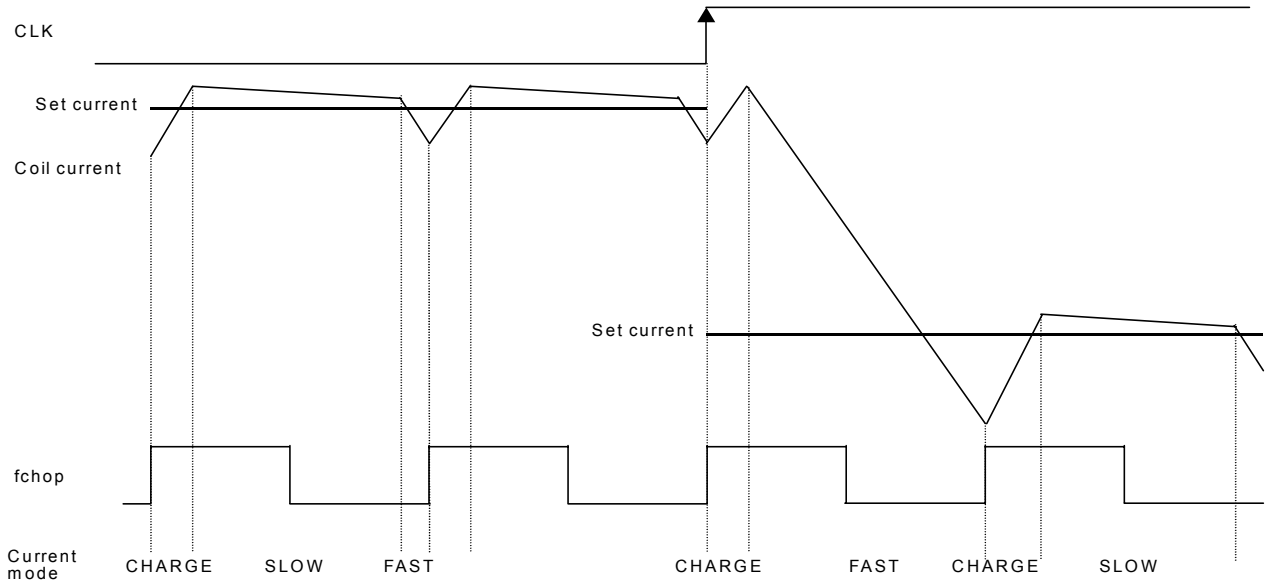 CLK
Set current
Coil current
Set current
fchop
Current
mode
CHARGE SLOW FAST CHARGE FAST CHARGE SLOW